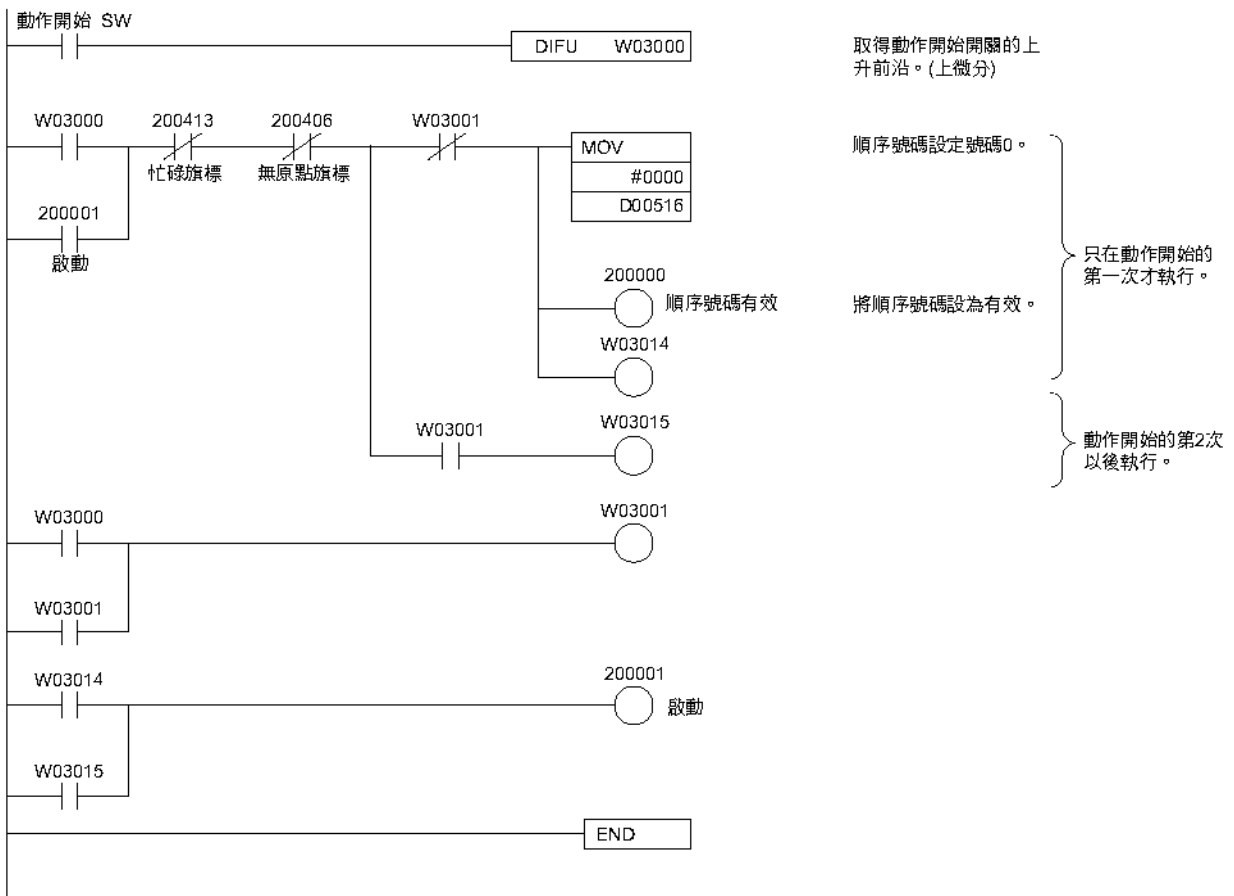 動作開始 SW
DIFU W03000
取得動作開始開關的上
升前沿。(上微分)
W03000 200413 200406 W03001
MOV
順序號碼設定號碼0。
忙碌旗標 無原點旗標
#0000
D00516
200001
啟動
只在動作開始的
第一次才執行。
200000
順序號碼有效
將順序號碼設為有效。
W03014
W03015
W03001
動作開始的第2次
以後執行。
W03000
W03001
W03001
W03014
200001
啟動
W03015
END